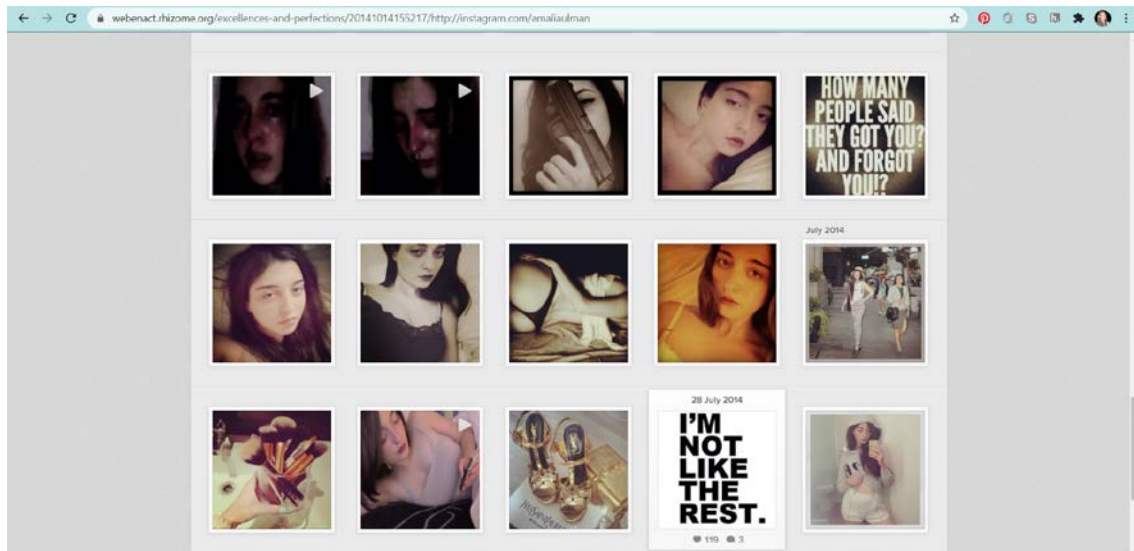 webenact.rhizome.org/excellences-and-perfections/20141014155217/http://instagram.com/amaliaulman
HOW MANY
PEOPLE SAID
THEY GOT YOU?
AND FORGOT
YOU!?
July 2014
28 July 2014
I'M
NOT
LIKE
THE
REST.
119 3